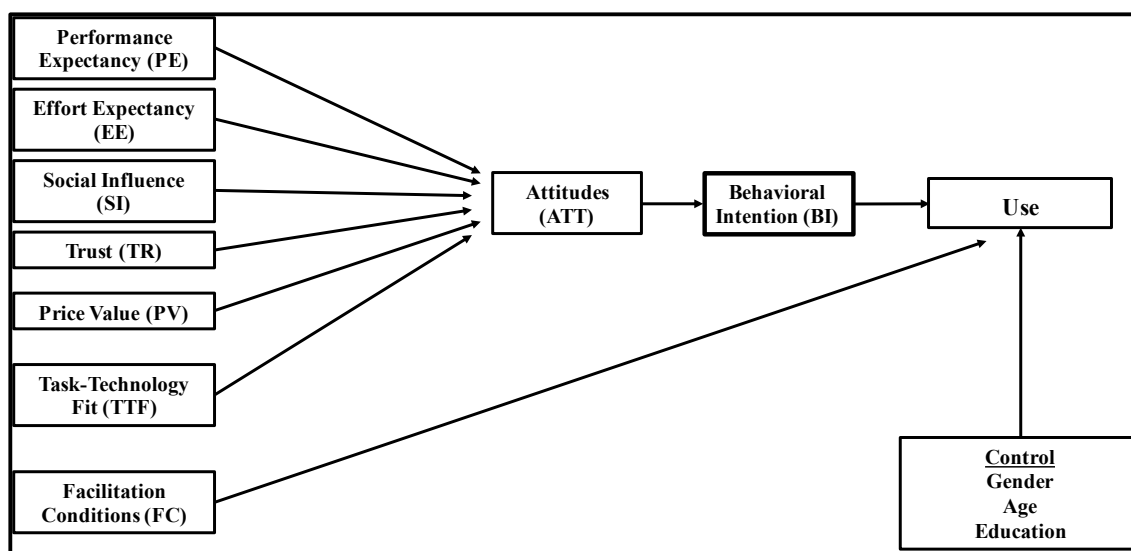 Performance
Expectancy (PE)
Effort Expectancy
(EE)
Social Influence
(SI)
Trust (TR)
Price Value (PV)
Task-Technology
Fit (TTF)
Facilitation
Conditions (FC)
Attitudes
(ATT)
Behavioral
Intention (BI)
Use
Control
Gender
Age
Education